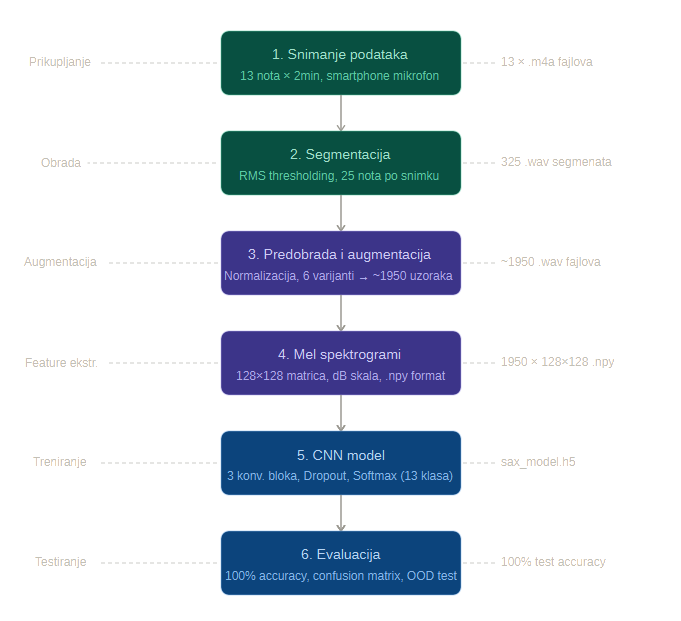 1. Snimanje podataka
Prikupljanje
13 nota × 2min, smartphone mikrofon
13 × .m4a fajlova
2. Segmentacija
Obrada
RMS thresholding, 25 nota po snimku
325 .wav segmenata
3. Predobrada i augmentacija
Augmentacija
Normalizacija, 6 varijanti → ~1950 uzoraka
~1950 .wav fajlova
4. Mel spektrogrami
Feature ekstr.
128×128 matrica, dB skala, .npy format
1950 × 128×128 .npy
5. CNN model
Treniranje
3 konv. bloka, Dropout, Softmax (13 klasa)
sax_model.h5
6. Evaluacija
Testiranje
100% accuracy, confusion matrix, OOD test
100% test accuracy